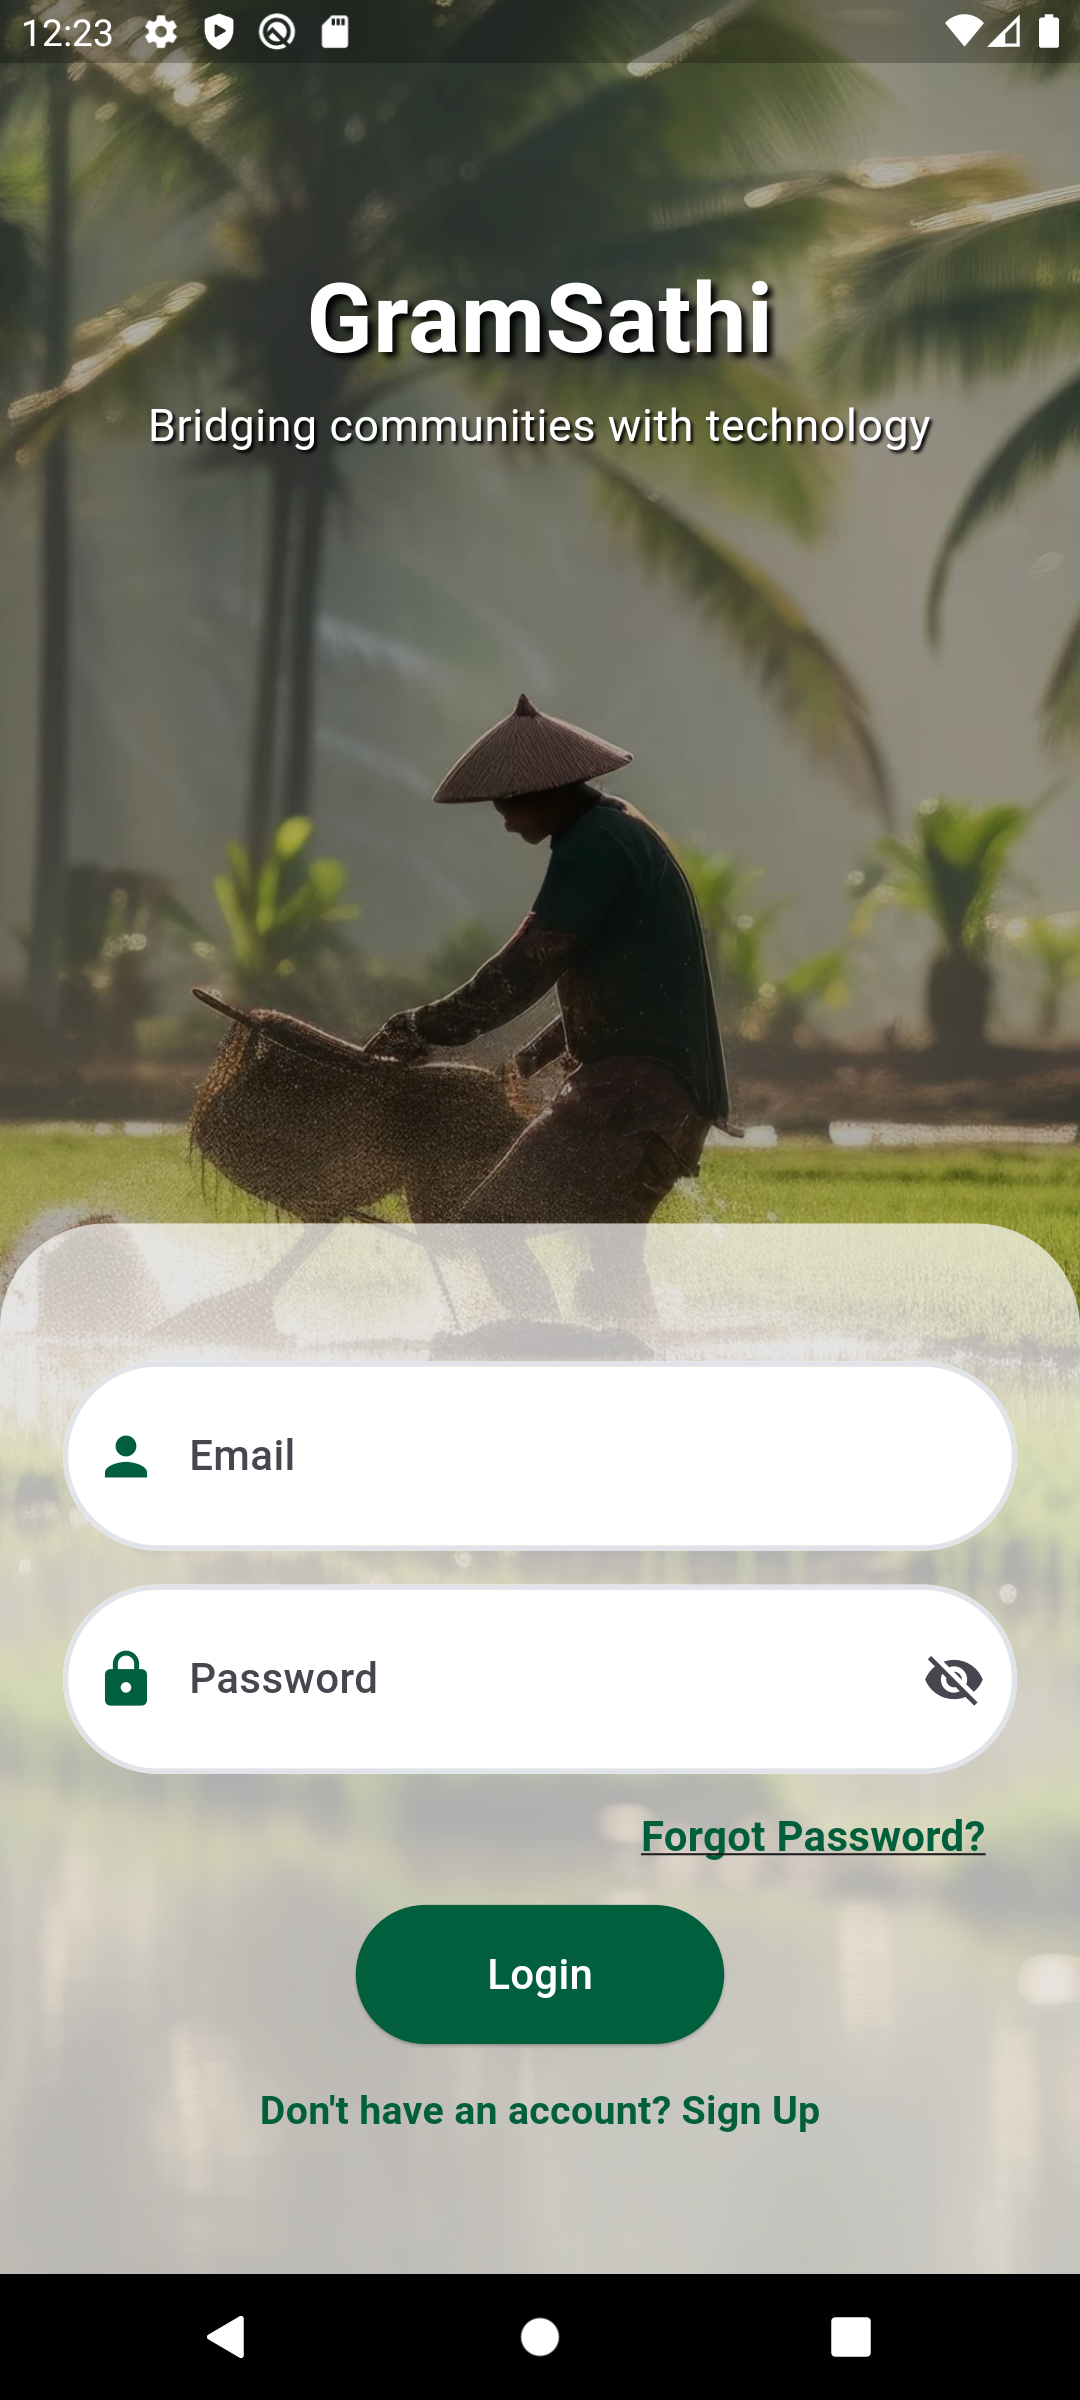 12:23
GramSathi
Bridging communities with technology
Email
Password
Forgot Password?
Login
Don't have an account? Sign Up